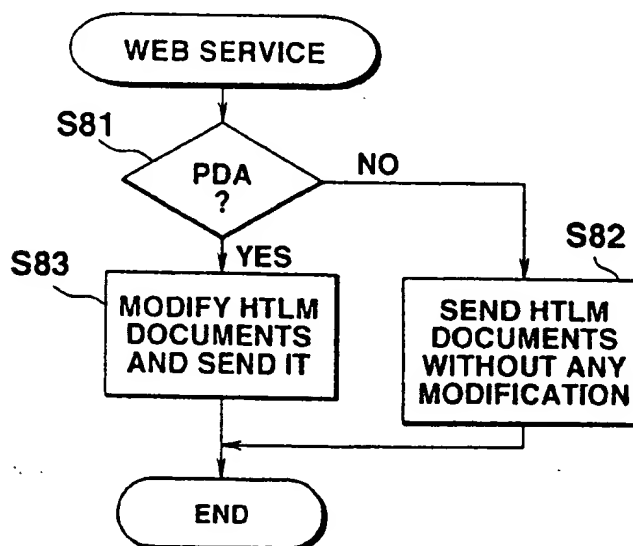 WEB SERVICE
S81
PDA
?
NO
YES
S83
MODIFY HTLM
DOCUMENTS
AND SEND IT
S82
SEND HTLM
DOCUMENTS
WITHOUT ANY
MODIFICATION
END